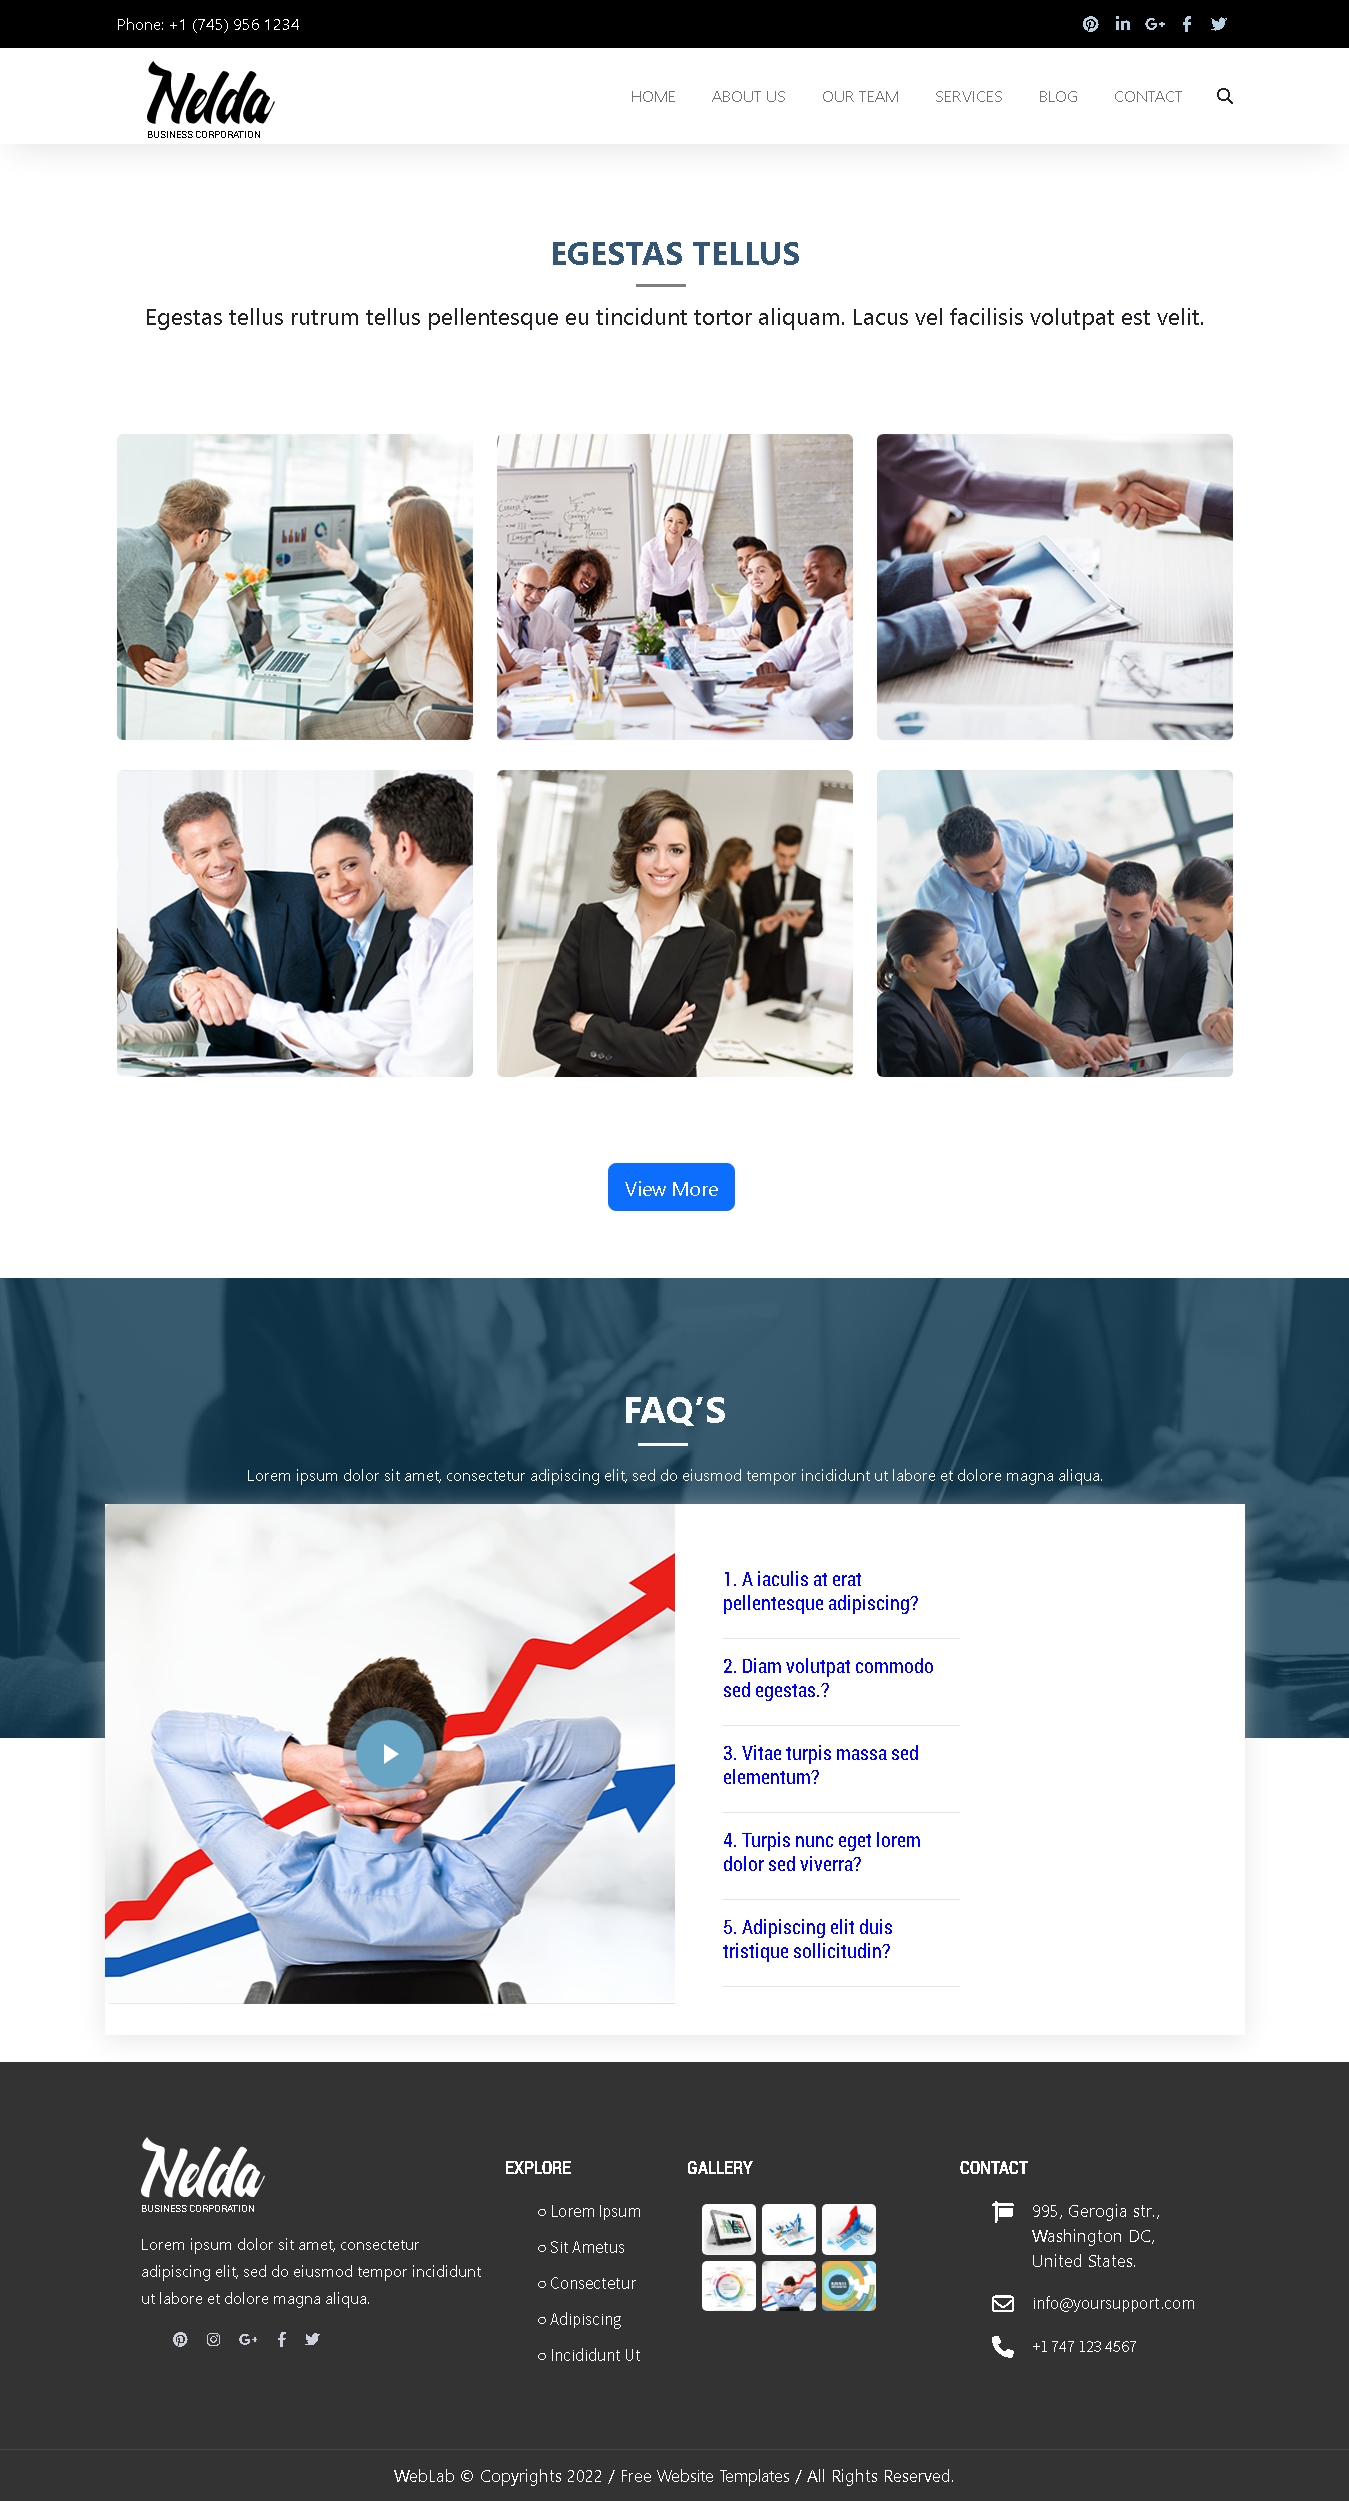 Phone: +1 (745) 956 1234
Nelda
BUSINESS CORPORATION
HOME ABOUT US OUR TEAM SERVICES BLOG CONTACT
EGESTAS TELLUS
Egestas tellus rutrum tellus pellentesque eu tincidunt tortor aliquam. Lacus vel facilisis volutpat est velit.
View More
FAQ’S
Lorem ipsum dolor sit amet, consectetur adipiscing elit, sed do eiusmod tempor incididunt ut labore et dolore magna aliqua.
1. A iaculis at erat
pellentesque adipiscing?
2. Diam volutpat commodo
sed egestas.?
3. Vitae turpis massa sed
elementum?
4. Turpis nunc eget lorem
dolor sed viverra?
5. Adipiscing elit duis
tristique sollicitudin?
Nelda
BUSINESS CORPORATION
Lorem ipsum dolor sit amet, consectetur
adipiscing elit, sed do eiusmod tempor incididunt
ut labore et dolore magna aliqua.
EXPLORE
Lorem Ipsum
Sit Ametus
Consectetur
Adipiscing
Incididunt Ut
GALLERY
CONTACT
995, Gerogia str.,
Washington DC,
United States.
info@yoursupport.com
+1 747 123 4567
WebLab © Copyrights 2022 / Free Website Templates / All Rights Reserved.